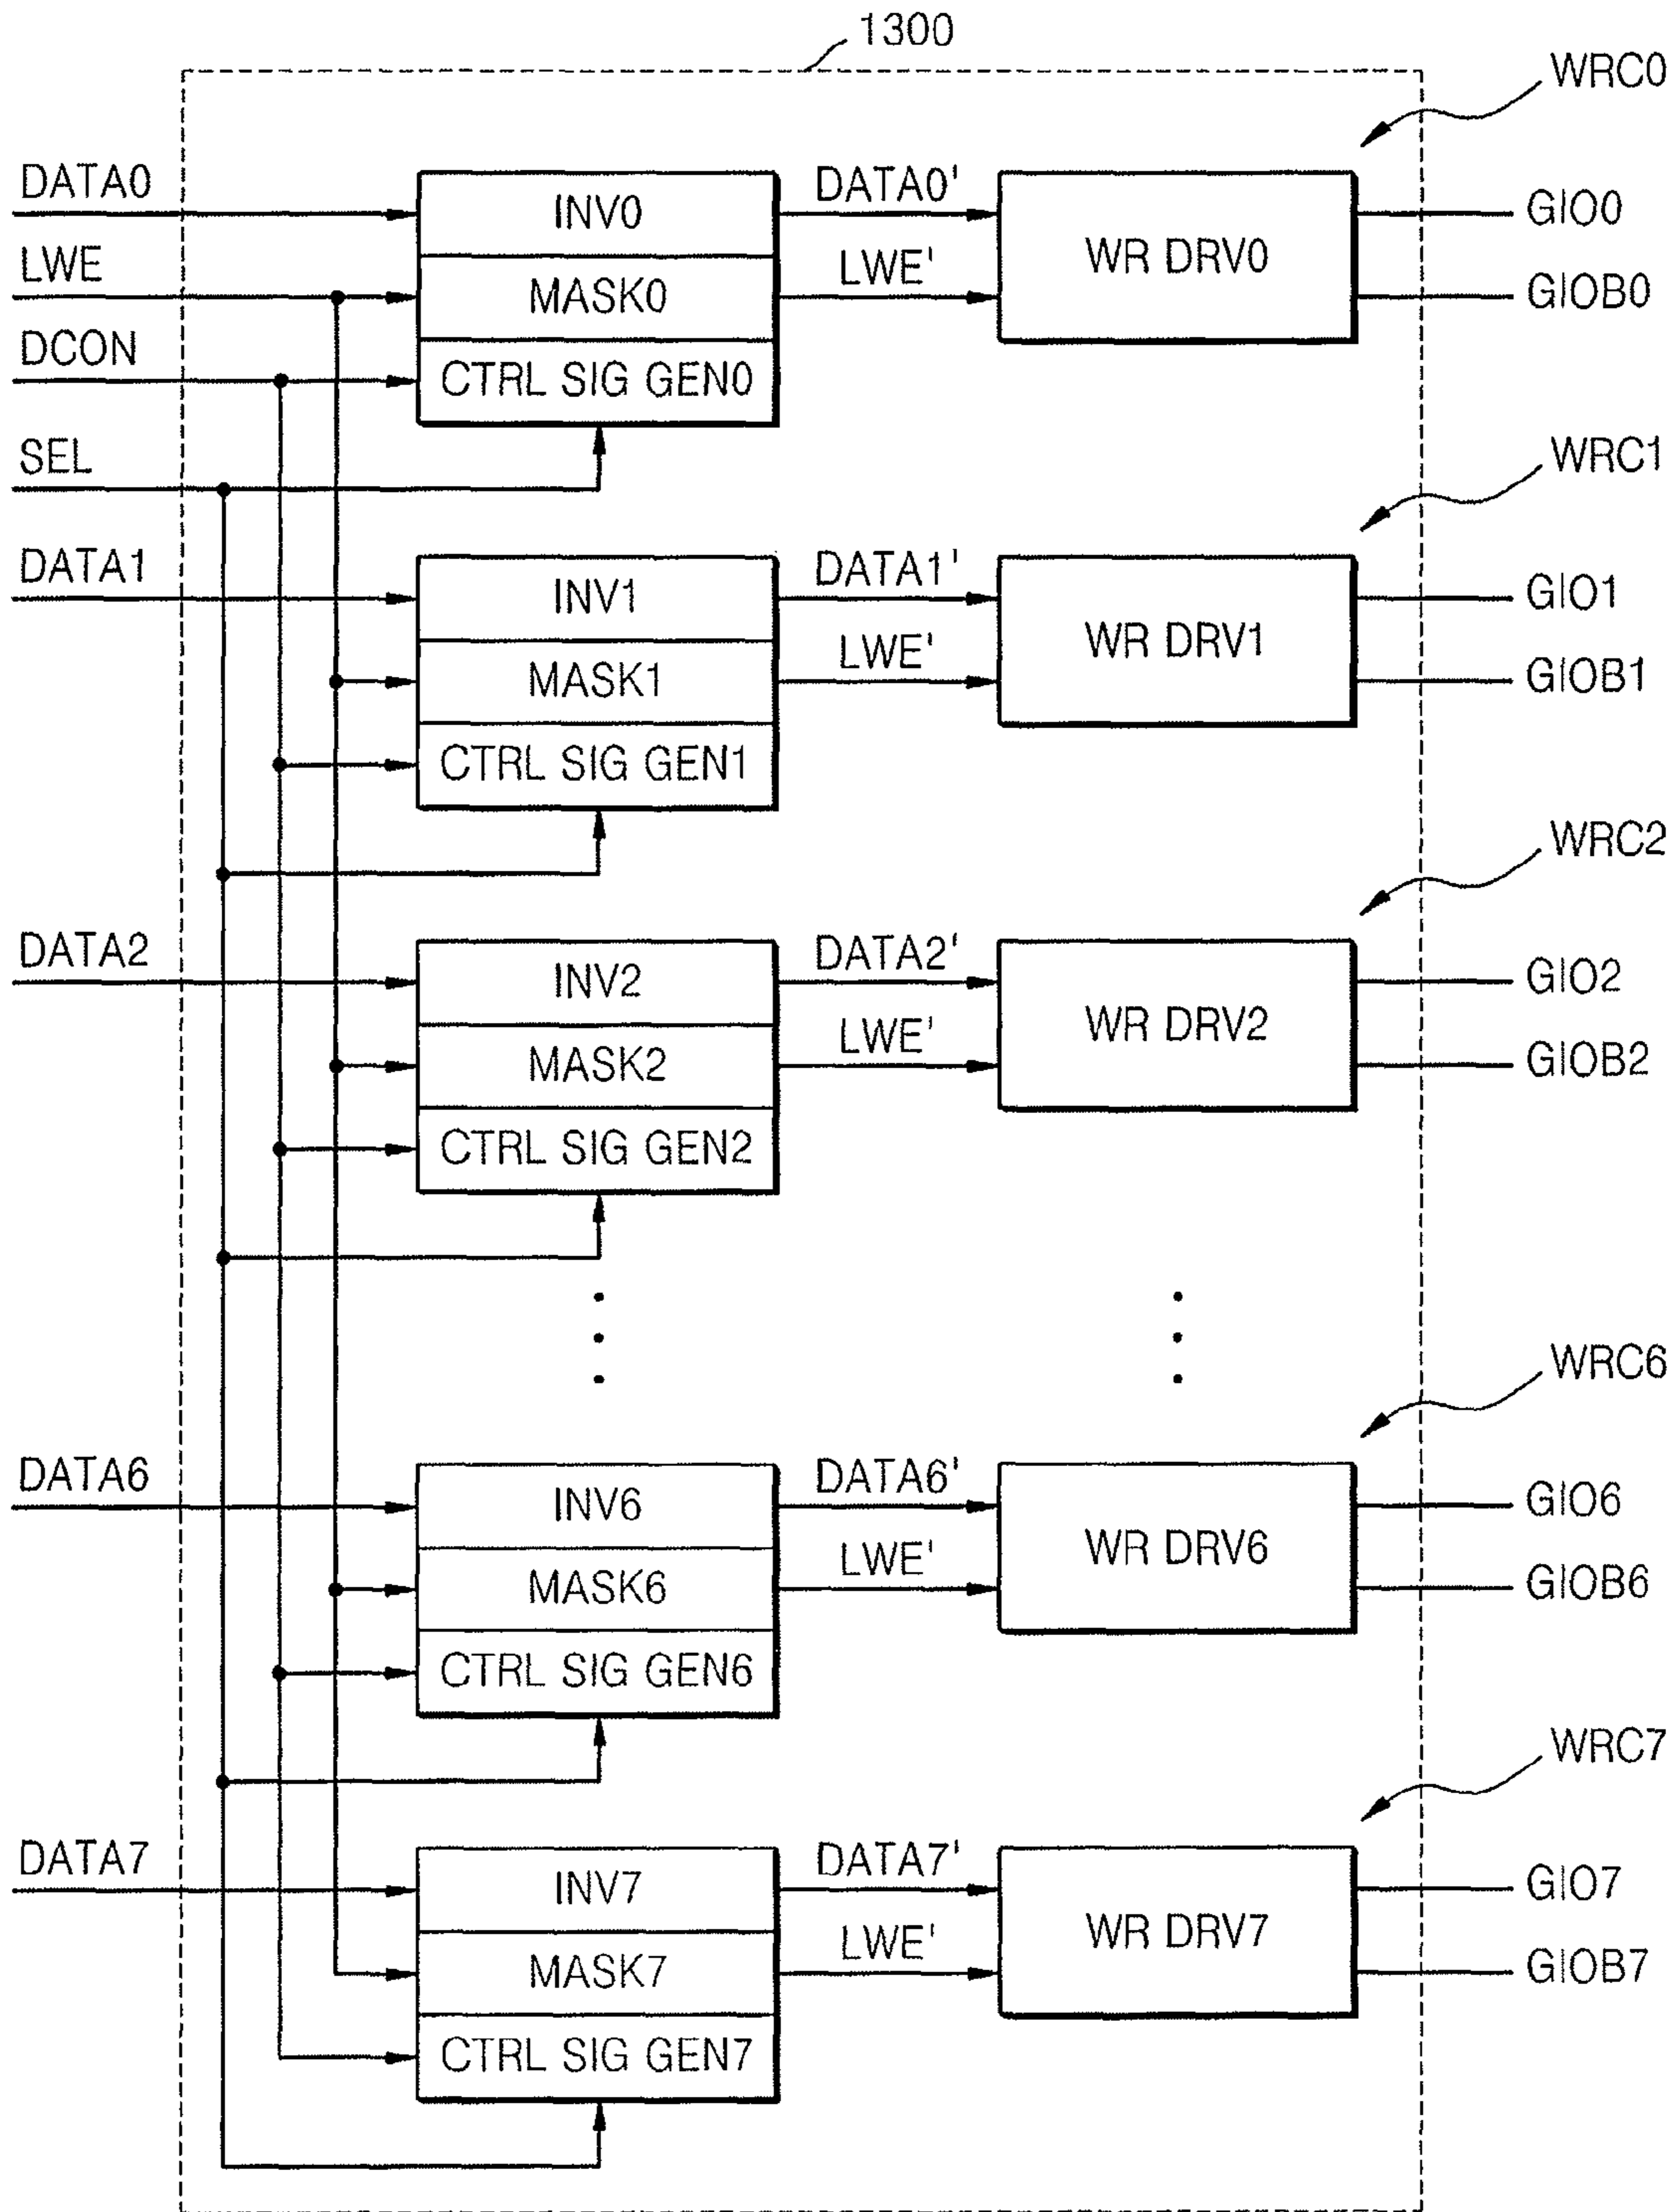 1300
WRC0
DATA0
INV0
DATA0'
GIO0
WR DRV0
LWE
MASK0
LWE'
GIOB0
DCON
CTRL SIG GEN0
SEL
WRC1
DATA1
INV1
DATA1'
GIO1
WR DRV1
MASK1
LWE'
GIOB1
CTRL SIG GEN1
WRC2
DATA2
INV2
DATA2'
GIO2
WR DRV2
MASK2
LWE'
GIOB2
CTRL SIG GEN2
WRC6
DATA6
INV6
DATA6'
GIO6
WR DRV6
MASK6
LWE'
GIOB6
CTRL SIG GEN6
WRC7
DATA7
INV7
DATA7'
GIO7
WR DRV7
MASK7
LWE'
GIOB7
CTRL SIG GEN7